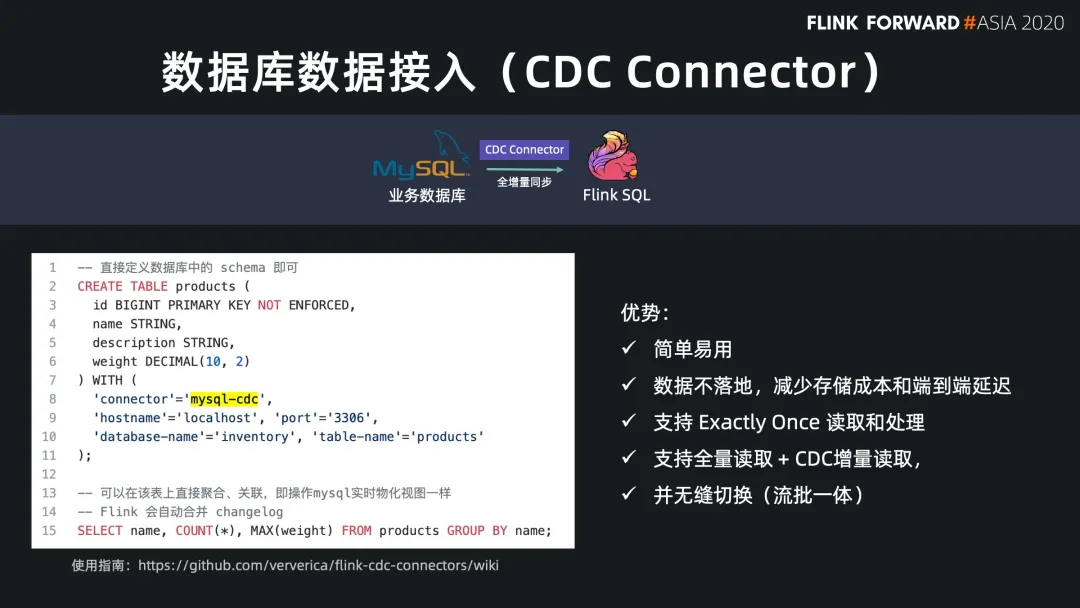 FLINK FORWARD #ASIA 2020
数据库数据接入（CDC Connector）
MySQL
CDC Connector
全增量同步
业务数据库
Flink SQL
1 -- 直接定义数据库中的 schema 即可
2 CREATE TABLE products (
3 id BIGINT PRIMARY KEY NOT ENFORCED,
4 name STRING,
5 description STRING,
6 weight DECIMAL(10, 2)
7 ) WITH (
8 'connector'='mysql-cdc',
9 'hostname'='localhost', 'port'='3306',
10 'database-name'='inventory', 'table-name'='products'
11 );
12
13 -- 可以在该表上直接聚合、关联，即操作mysql实时物化视图一样
14 -- Flink 会自动合并 changelog
15 SELECT name, COUNT(*), MAX(weight) FROM products GROUP BY name;
使用指南：https://github.com/ververica/flink-cdc-connectors/wiki
优势：
✓ 简单易用
✓ 数据不落地，减少存储成本和端到端延迟
✓ 支持 Exactly Once 读取和处理
✓ 支持全量读取 + CDC增量读取，
✓ 并无缝切换（流批一体）